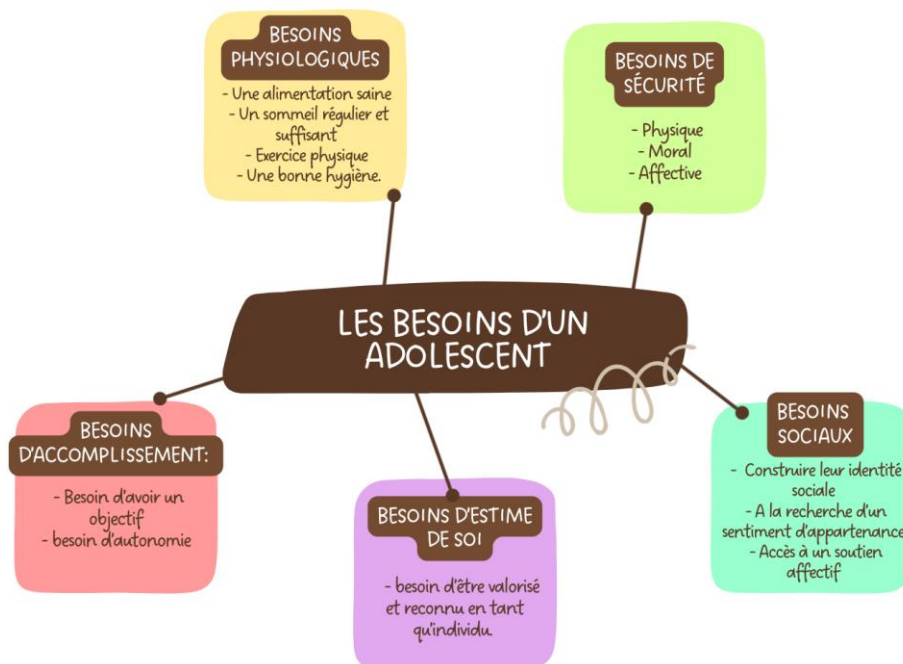 BESOINS
PHYSIOLOGIQUES
- Une alimentation saine
- Un sommeil régulier et
suffisant
- Exercice physique
- Une bonne hygiène.
BESOINS DE
SÉCURITÉ
- Physique
- Moral
- Affective
LES BESOINS D'UN
ADOLESCENT
BESOINS
D'ACCOMPLISSEMENT:
- Besoin d'avoir un
objectif
- besoin d'autonomie
BESOINS D'ESTIME
DE SOI
- besoin d'être valorisé
et reconnu en tant
qu'individu.
BESOINS
SOCIAUX
- Construire leur identité
sociale
- A la recherche d'un
sentiment d'appartenance
- Accès à un soutien
affectif